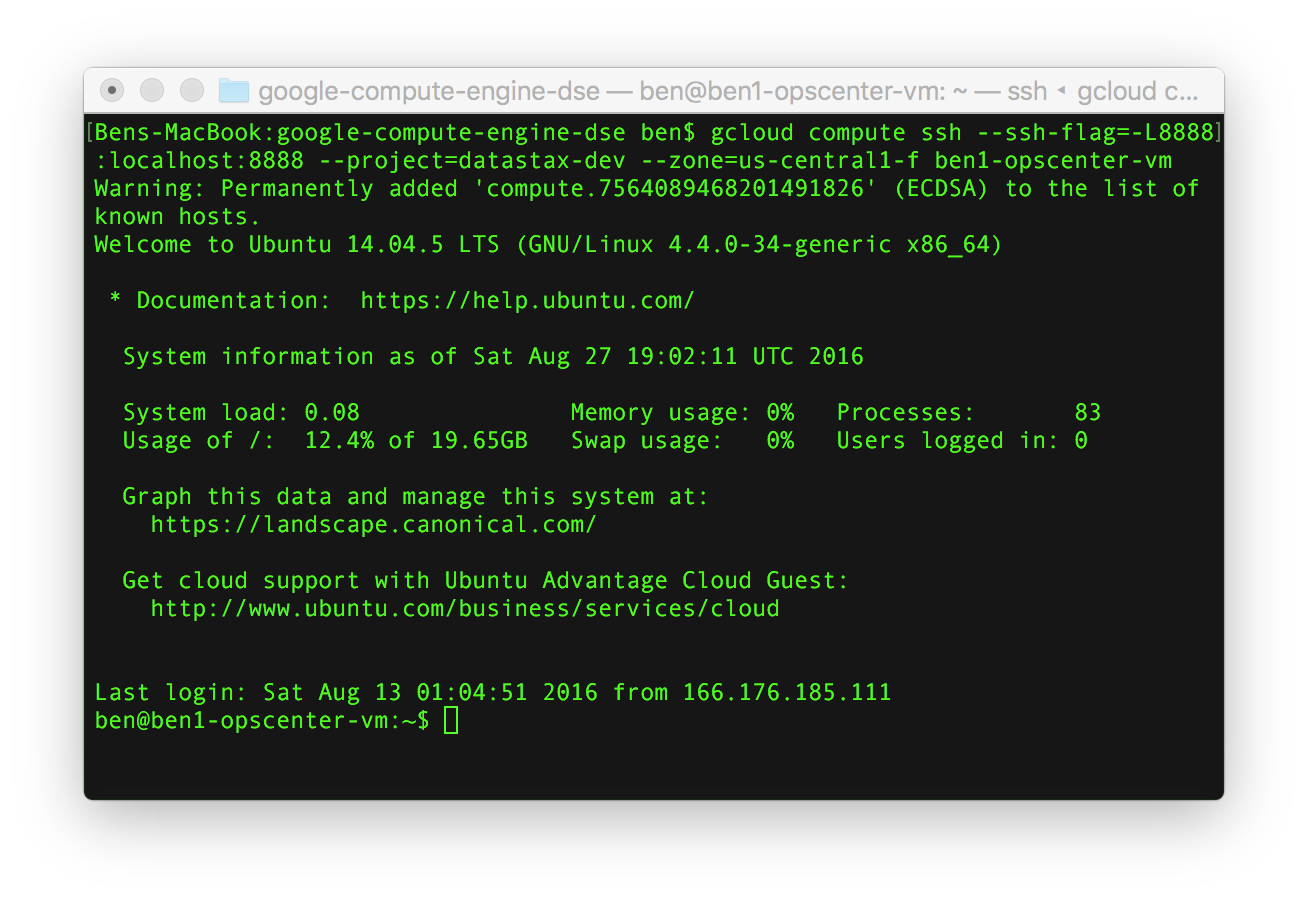 google-compute-engine-dse — ben@ben1-opscenter-vm: ~ — ssh ◂ gcloud c...
[Bens-MacBook:google-compute-engine-dse ben$ gcloud compute ssh --ssh-flag=-L8888]
:localhost:8888 --project=datastax-dev --zone=us-central1-f ben1-opscenter-vm
Warning: Permanently added 'compute.7564089468201491826' (ECDSA) to the list of
known hosts.
Welcome to Ubuntu 14.04.5 LTS (GNU/Linux 4.4.0-34-generic x86_64)
* Documentation:  https://help.ubuntu.com/
System information as of Sat Aug 27 19:02:11 UTC 2016
System load: 0.08               Memory usage: 0%   Processes:       83
Usage of /:  12.4% of 19.65GB   Swap usage:   0%   Users logged in: 0
Graph this data and manage this system at:
https://landscape.canonical.com/
Get cloud support with Ubuntu Advantage Cloud Guest:
http://www.ubuntu.com/business/services/cloud
Last login: Sat Aug 13 01:04:51 2016 from 166.176.185.111
ben@ben1-opscenter-vm:~$